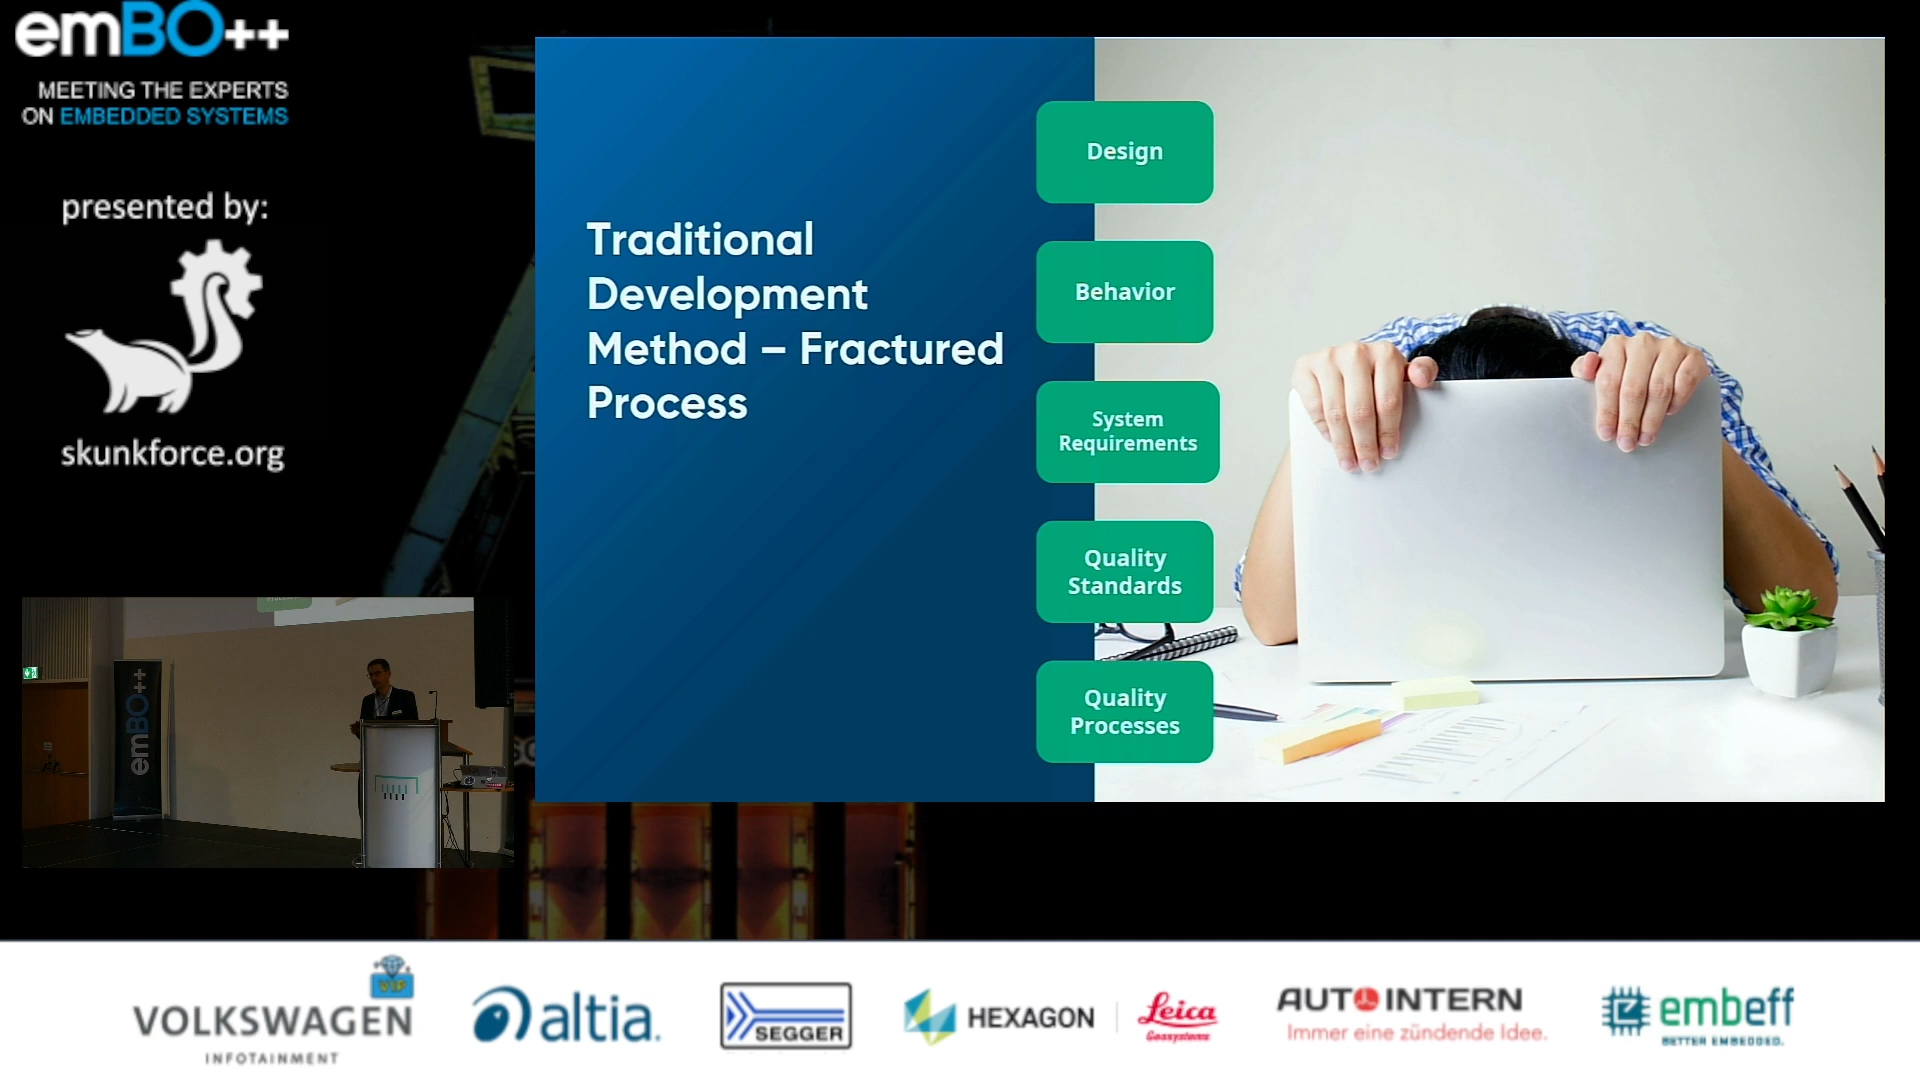 emBO++
MEETING THE EXPERTS
ON EMBEDDED SYSTEMS
presented by:
skunkforce.org
Traditional
Development
Method – Fractured
Process
Design
Behavior
System
Requirements
Quality
Standards
Quality
Processes
emBO++
VIP
VOLKSWAGEN
INFOTAINMENT
altia.
SEGGER
HEXAGON
Leica
Geosystems
AUTOINTERN
Immer eine zündende Idee.
embeff
BETTER EMBEDDED.